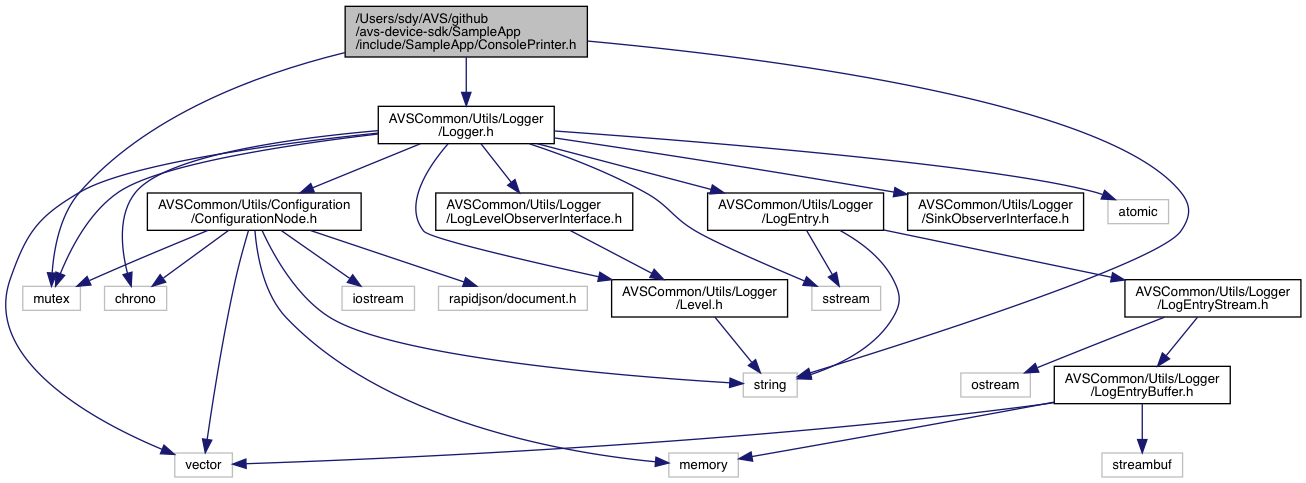 /Users/sdy/AVS/github
/avs-device-sdk/SampleApp
/include/SampleApp/ConsolePrinter.h
AVSCommon/Utils/Logger
/Logger.h
AVSCommon/Utils/Configuration
/ConfigurationNode.h
AVSCommon/Utils/Logger
/LogLevelObserverInterface.h
AVSCommon/Utils/Logger
/LogEntry.h
AVSCommon/Utils/Logger
/SinkObserverInterface.h
atomic
mutex
chrono
iostream
rapidjson/document.h
AVSCommon/Utils/Logger
/Level.h
sstream
AVSCommon/Utils/Logger
/LogEntryStream.h
string
ostream
AVSCommon/Utils/Logger
/LogEntryBuffer.h
vector
memory
streambuf